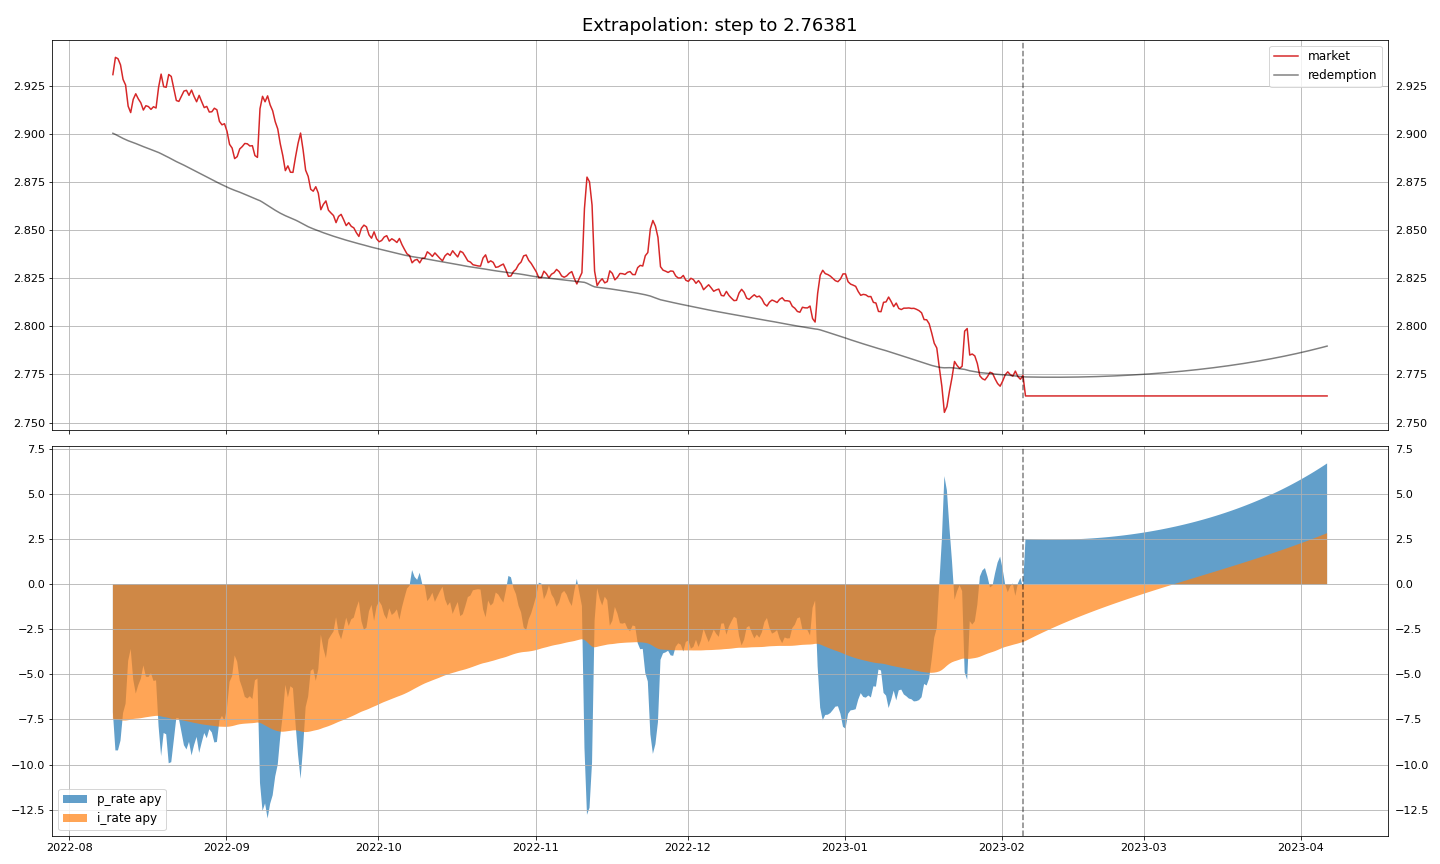 Extrapolation: step to 2.76381
market
redemption
2.925 2.925
2.900 2.900
2.875 2.875
2.850 2.850
2.825 2.825
2.800 2.800
2.775 2.775
2.750 2.750
7.5 7.5
5.0 5.0
2.5 2.5
0.0 0.0
−2.5 −2.5
−5.0 −5.0
−7.5 −7.5
−10.0 −10.0
−12.5 −12.5
p_rate apy
i_rate apy
2022-08 2022-09 2022-10 2022-11 2022-12 2023-01 2023-02 2023-03 2023-04